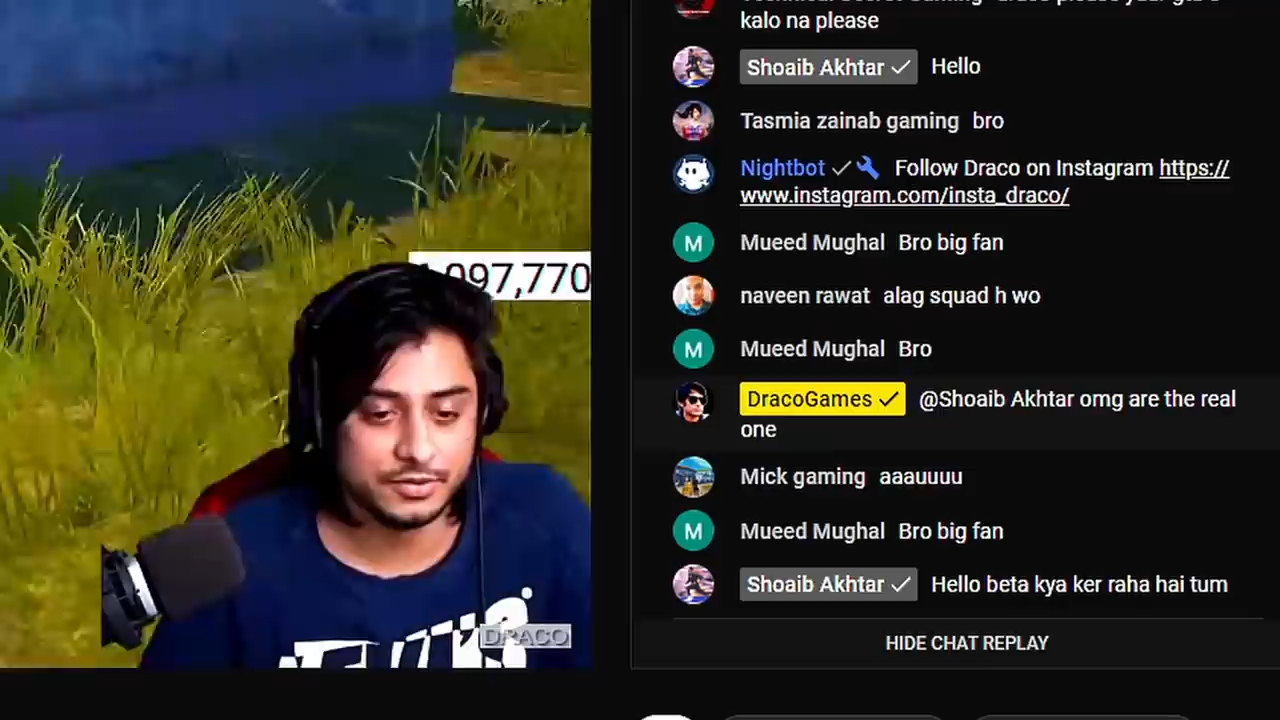 kalo na please
Shoaib Akhtar Hello
Tasmia zainab gaming bro
Nightbot Follow Draco on Instagram https://
www.instagram.com/insta_draco/
Mueed Mughal Bro big fan
097,770
naveen rawat alag squad h wo
M Mueed Mughal Bro
DracoGames @Shoaib Akhtar omg are the real
one
Mick gaming aaauuuu
M Mueed Mughal Bro big fan
Shoaib Akhtar Hello beta kya ker raha hai tum
DRACO
HIDE CHAT REPLAY